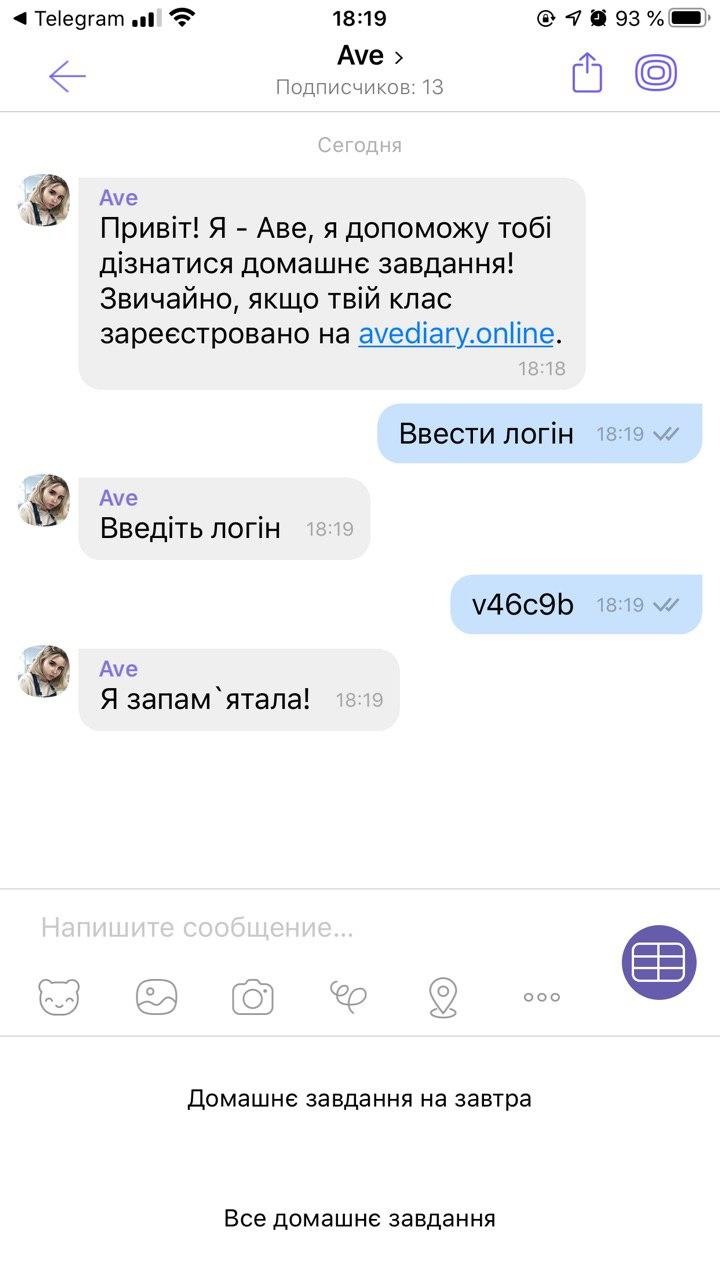 Telegram 18:19 93 %
Ave
Подписчиков: 13
Сегодня
Ave
Привіт! Я - Аве, я допоможу тобі
дізнатися домашнє завдання!
Звичайно, якщо твій клас
зареєстровано на avediary.online.
18:18
Ввести логін 18:19
Ave
Введіть логін 18:19
v46c9b 18:19
Ave
Я запам`ятала! 18:19
Напишите сообщение...
Домашнє завдання на завтра
Все домашнє завдання